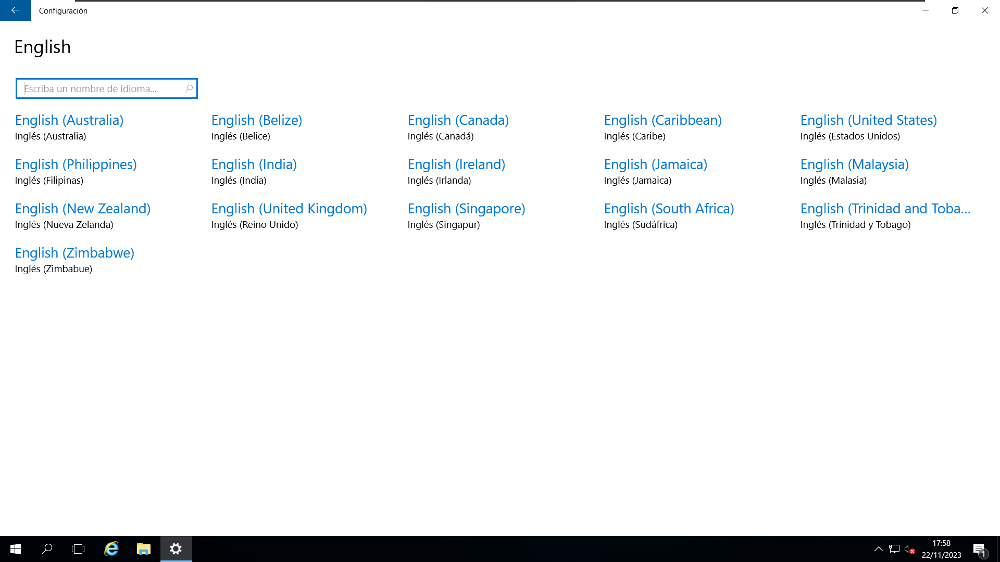 Configuración
English
Escriba un nombre de idioma...
English (Australia)
Inglés (Australia)
English (Belize)
Inglés (Belice)
English (Canada)
Inglés (Canadá)
English (Caribbean)
Inglés (Caribe)
English (United States)
Inglés (Estados Unidos)
English (Philippines)
Inglés (Filipinas)
English (India)
Inglés (India)
English (Ireland)
Inglés (Irlanda)
English (Jamaica)
Inglés (Jamaica)
English (Malaysia)
Inglés (Malasia)
English (New Zealand)
Inglés (Nueva Zelanda)
English (United Kingdom)
Inglés (Reino Unido)
English (Singapore)
Inglés (Singapur)
English (South Africa)
Inglés (Sudáfrica)
English (Trinidad and Toba...
Inglés (Trinidad y Tobago)
English (Zimbabwe)
Inglés (Zimbabue)
17:58
22/11/2023
1